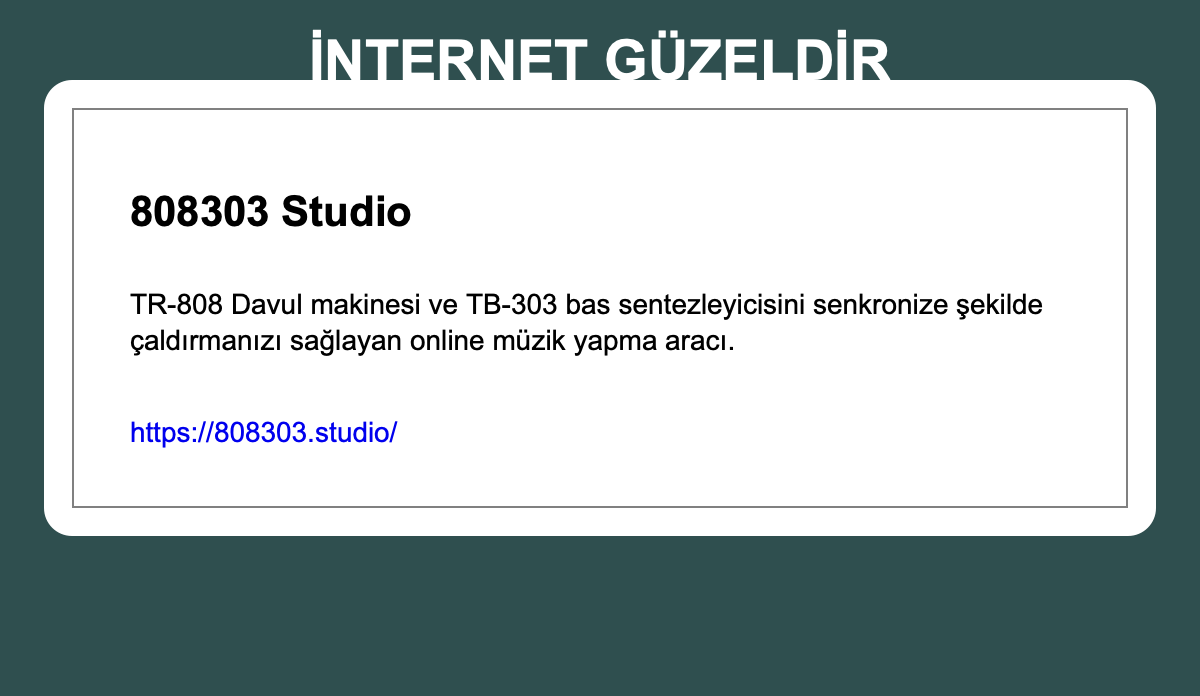 İNTERNET GÜZELDİR
808303 Studio
TR-808 Davul makinesi ve TB-303 bas sentezleyicisini senkronize şekilde
çaldırmanızı sağlayan online müzik yapma aracı.
https://808303.studio/